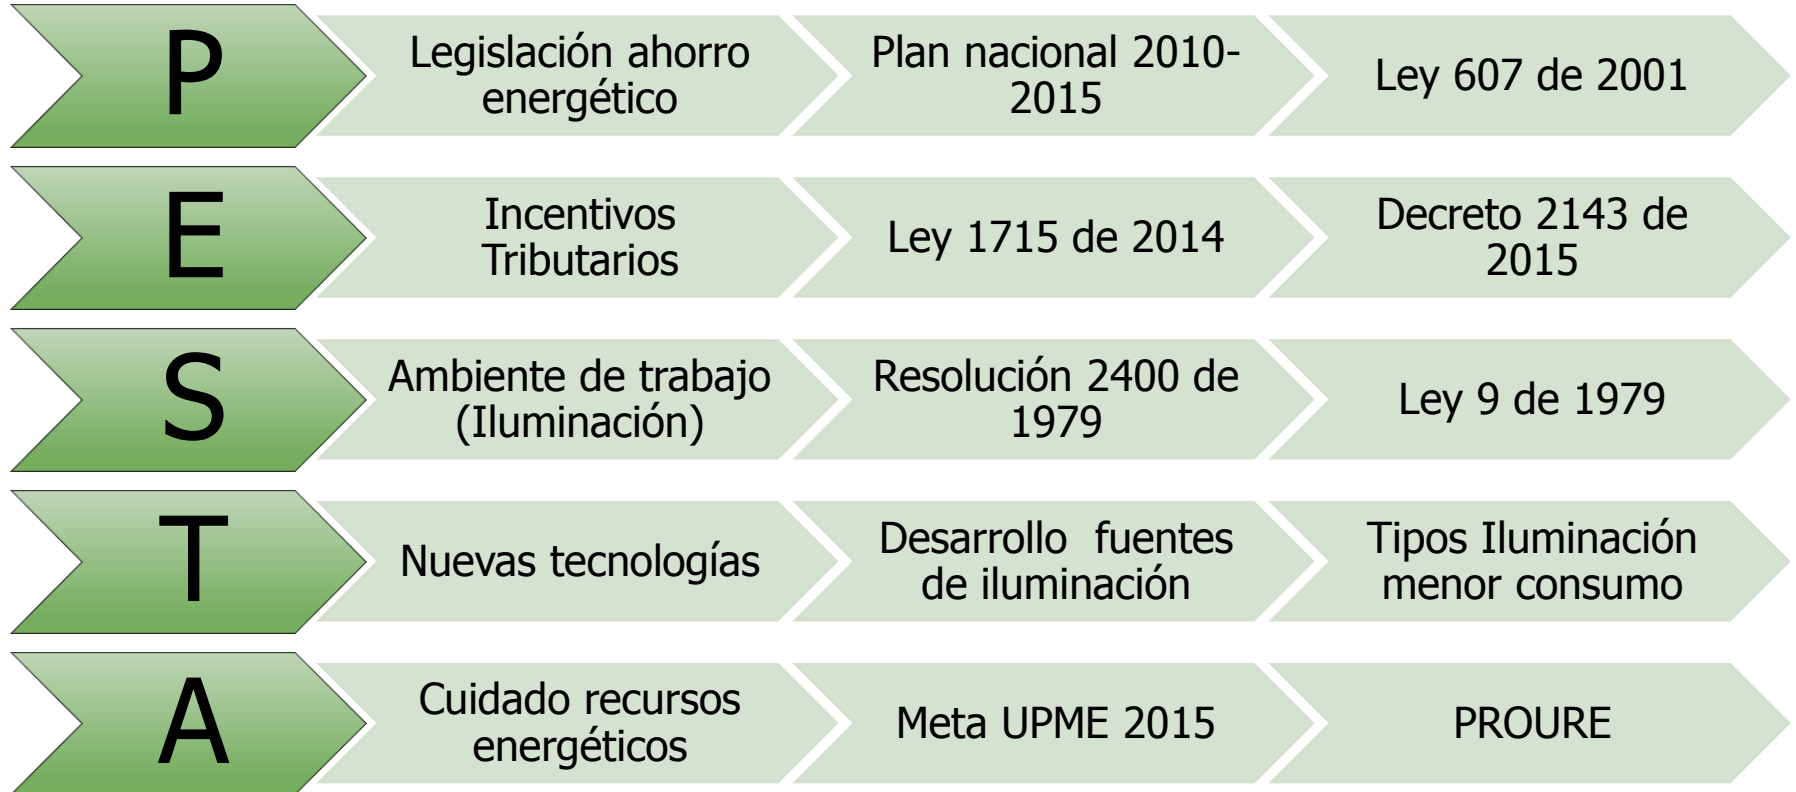 P
Legislación ahorro
energético
Plan nacional 2010-
2015
Ley 607 de 2001
E
Incentivos
Tributarios
Ley 1715 de 2014
Decreto 2143 de
2015
S
Ambiente de trabajo
(Iluminación)
Resolución 2400 de
1979
Ley 9 de 1979
T
Nuevas tecnologías
Desarrollo  fuentes
de iluminación
Tipos Iluminación
menor consumo
A
Cuidado recursos
energéticos
Meta UPME 2015
PROURE